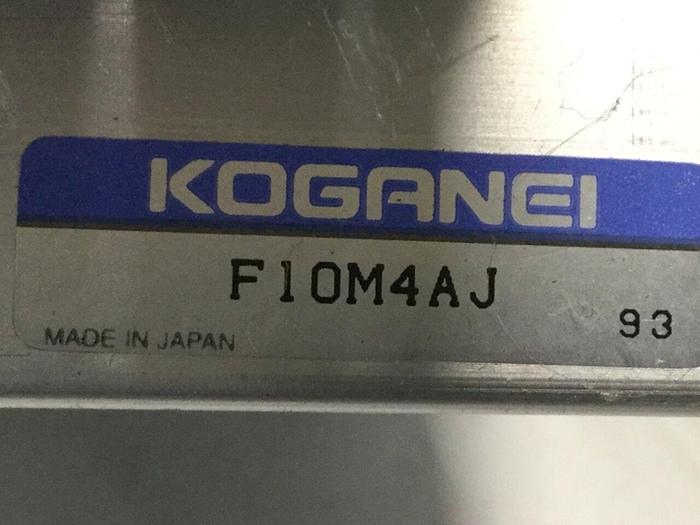 KOGANEI
F10M4AJ
93
MADE IN JAPAN